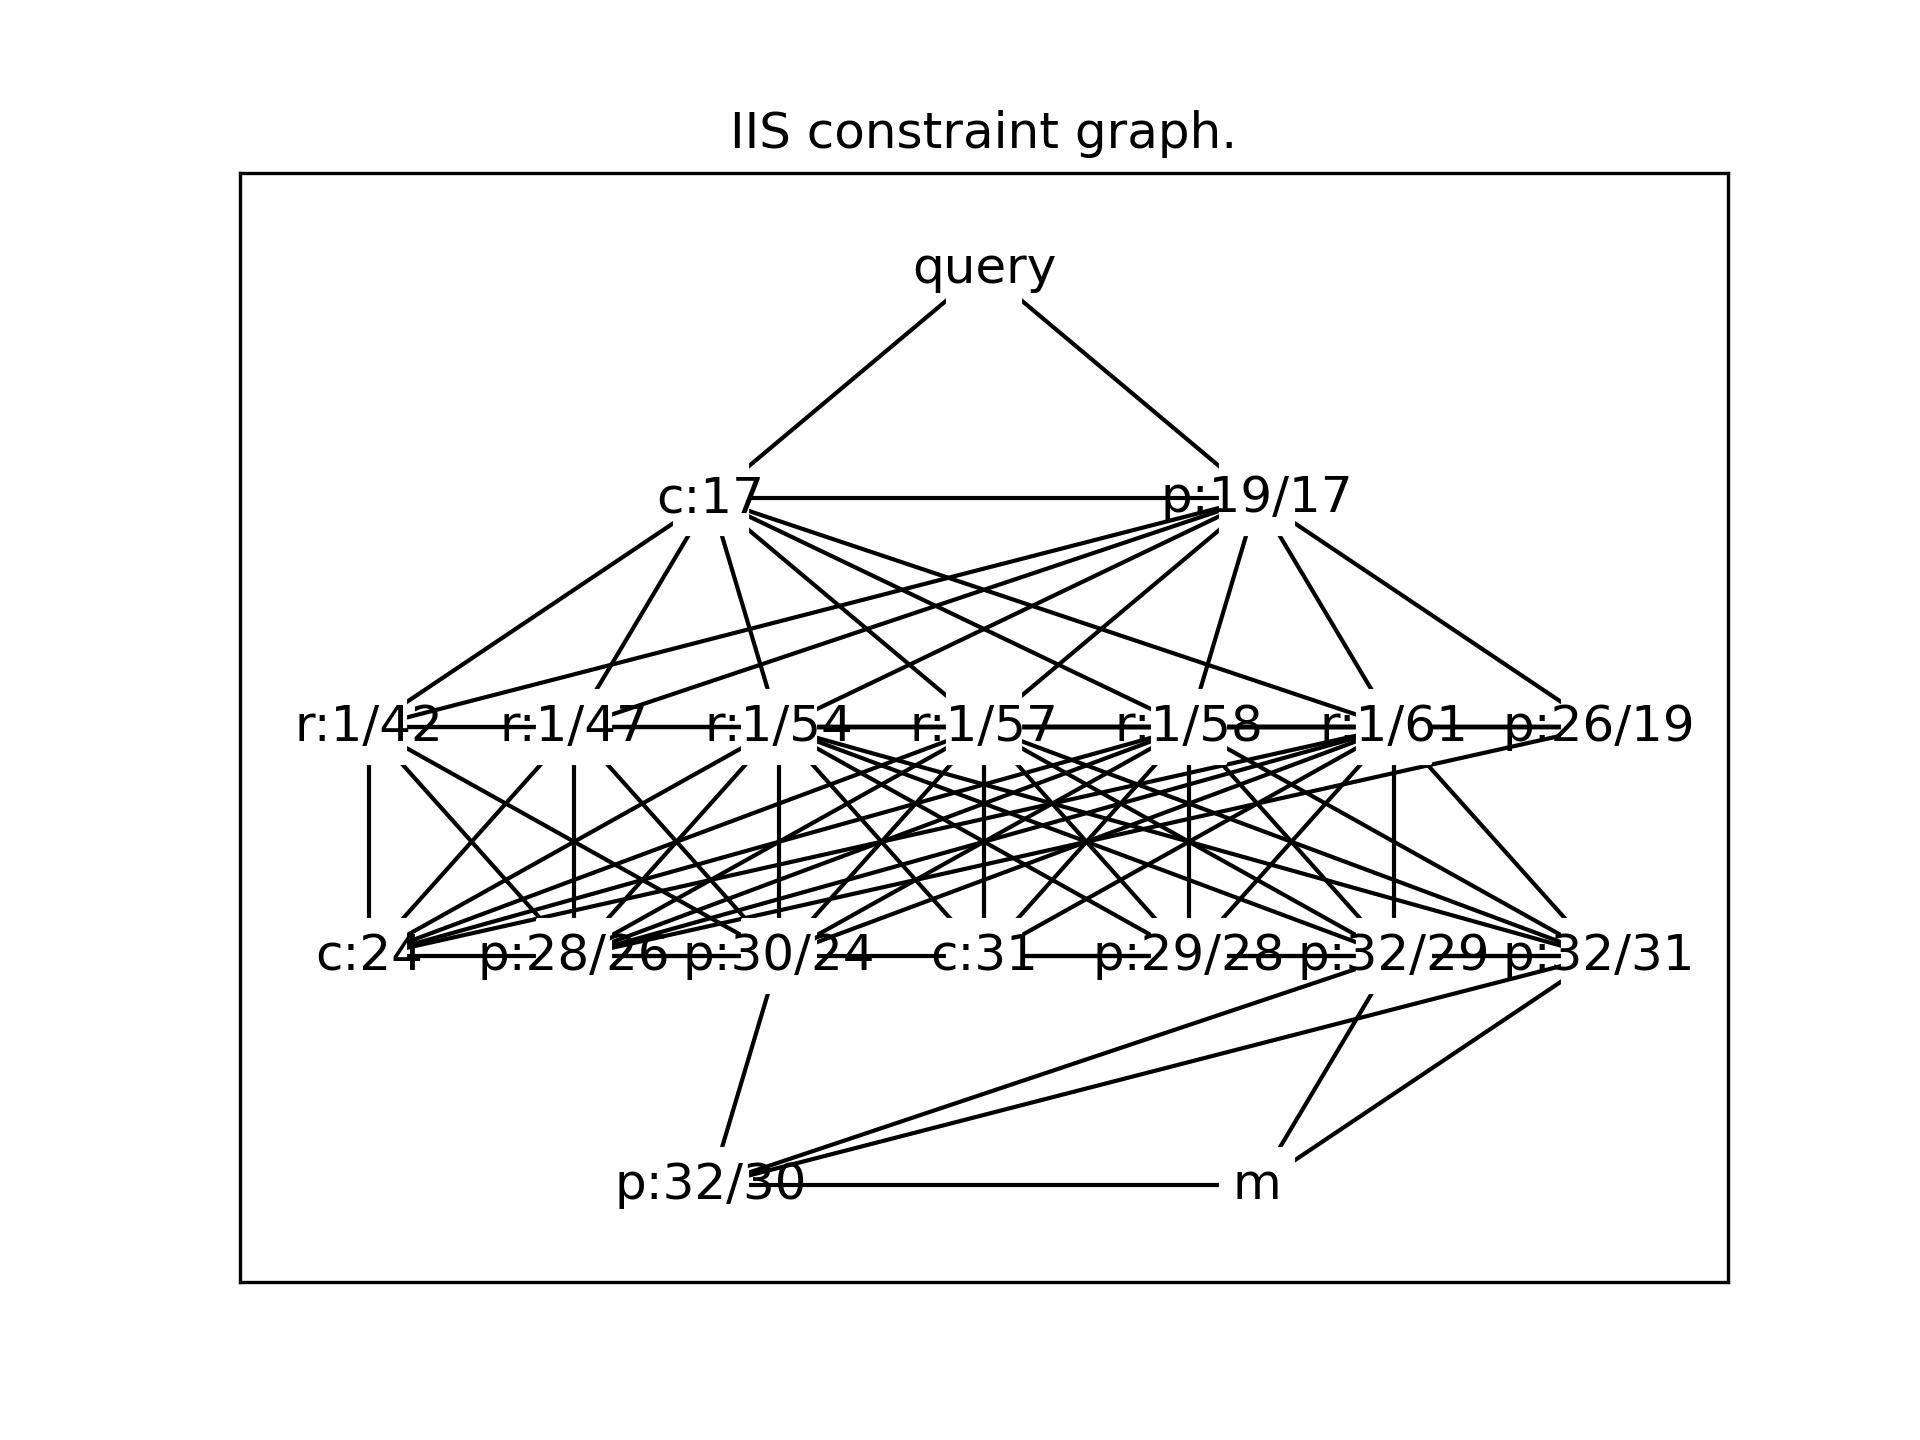 IIS constraint graph.
query
c:17 p:19/17
r:1/42 r:1/47 r:1/54 r:1/57 r:1/58 r:1/61 p:26/19
c:24 p:28/26 p:30/24 c:31 p:29/28 p:32/29 p:32/31
p:32/30 m